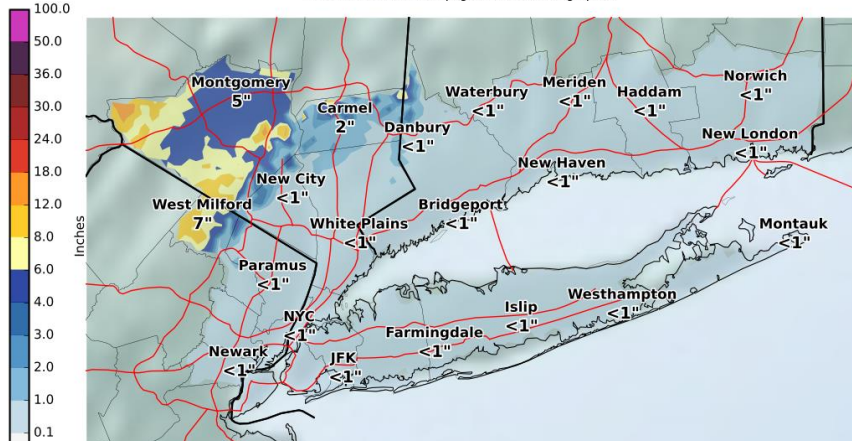 100.0
50.0
36.0
30.0
24.0
18.0
12.0
8.0
6.0
4.0
3.0
2.0
1.0
0.1
Inches
Montgomery
5"
Carmel
2"
Danbury
<1"
Waterbury
<1"
Meriden
<1"
Haddam
<1"
Norwich
<1"
New London
<1"
New Haven
<1"
New City
<1"
West Milford
7"
White Plains
<1"
Bridgeport
<1"
Montauk
<1"
Paramus
<1"
NYC
<1"
Islip
<1"
Westhampton
<1"
Farmingdale
<1"
Newark
<1"
JFK
<1"